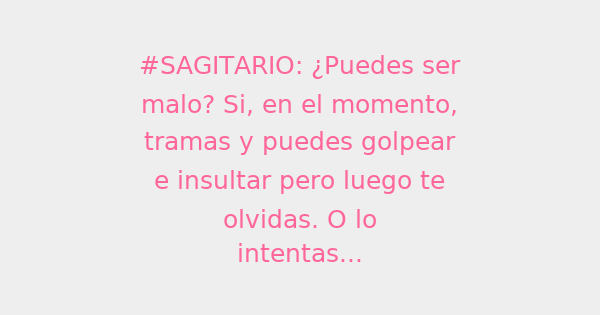 #SAGITARIO: ¿Puedes ser
malo? Si, en el momento,
tramas y puedes golpear
e insultar pero luego te
olvidas. O lo
intentas...